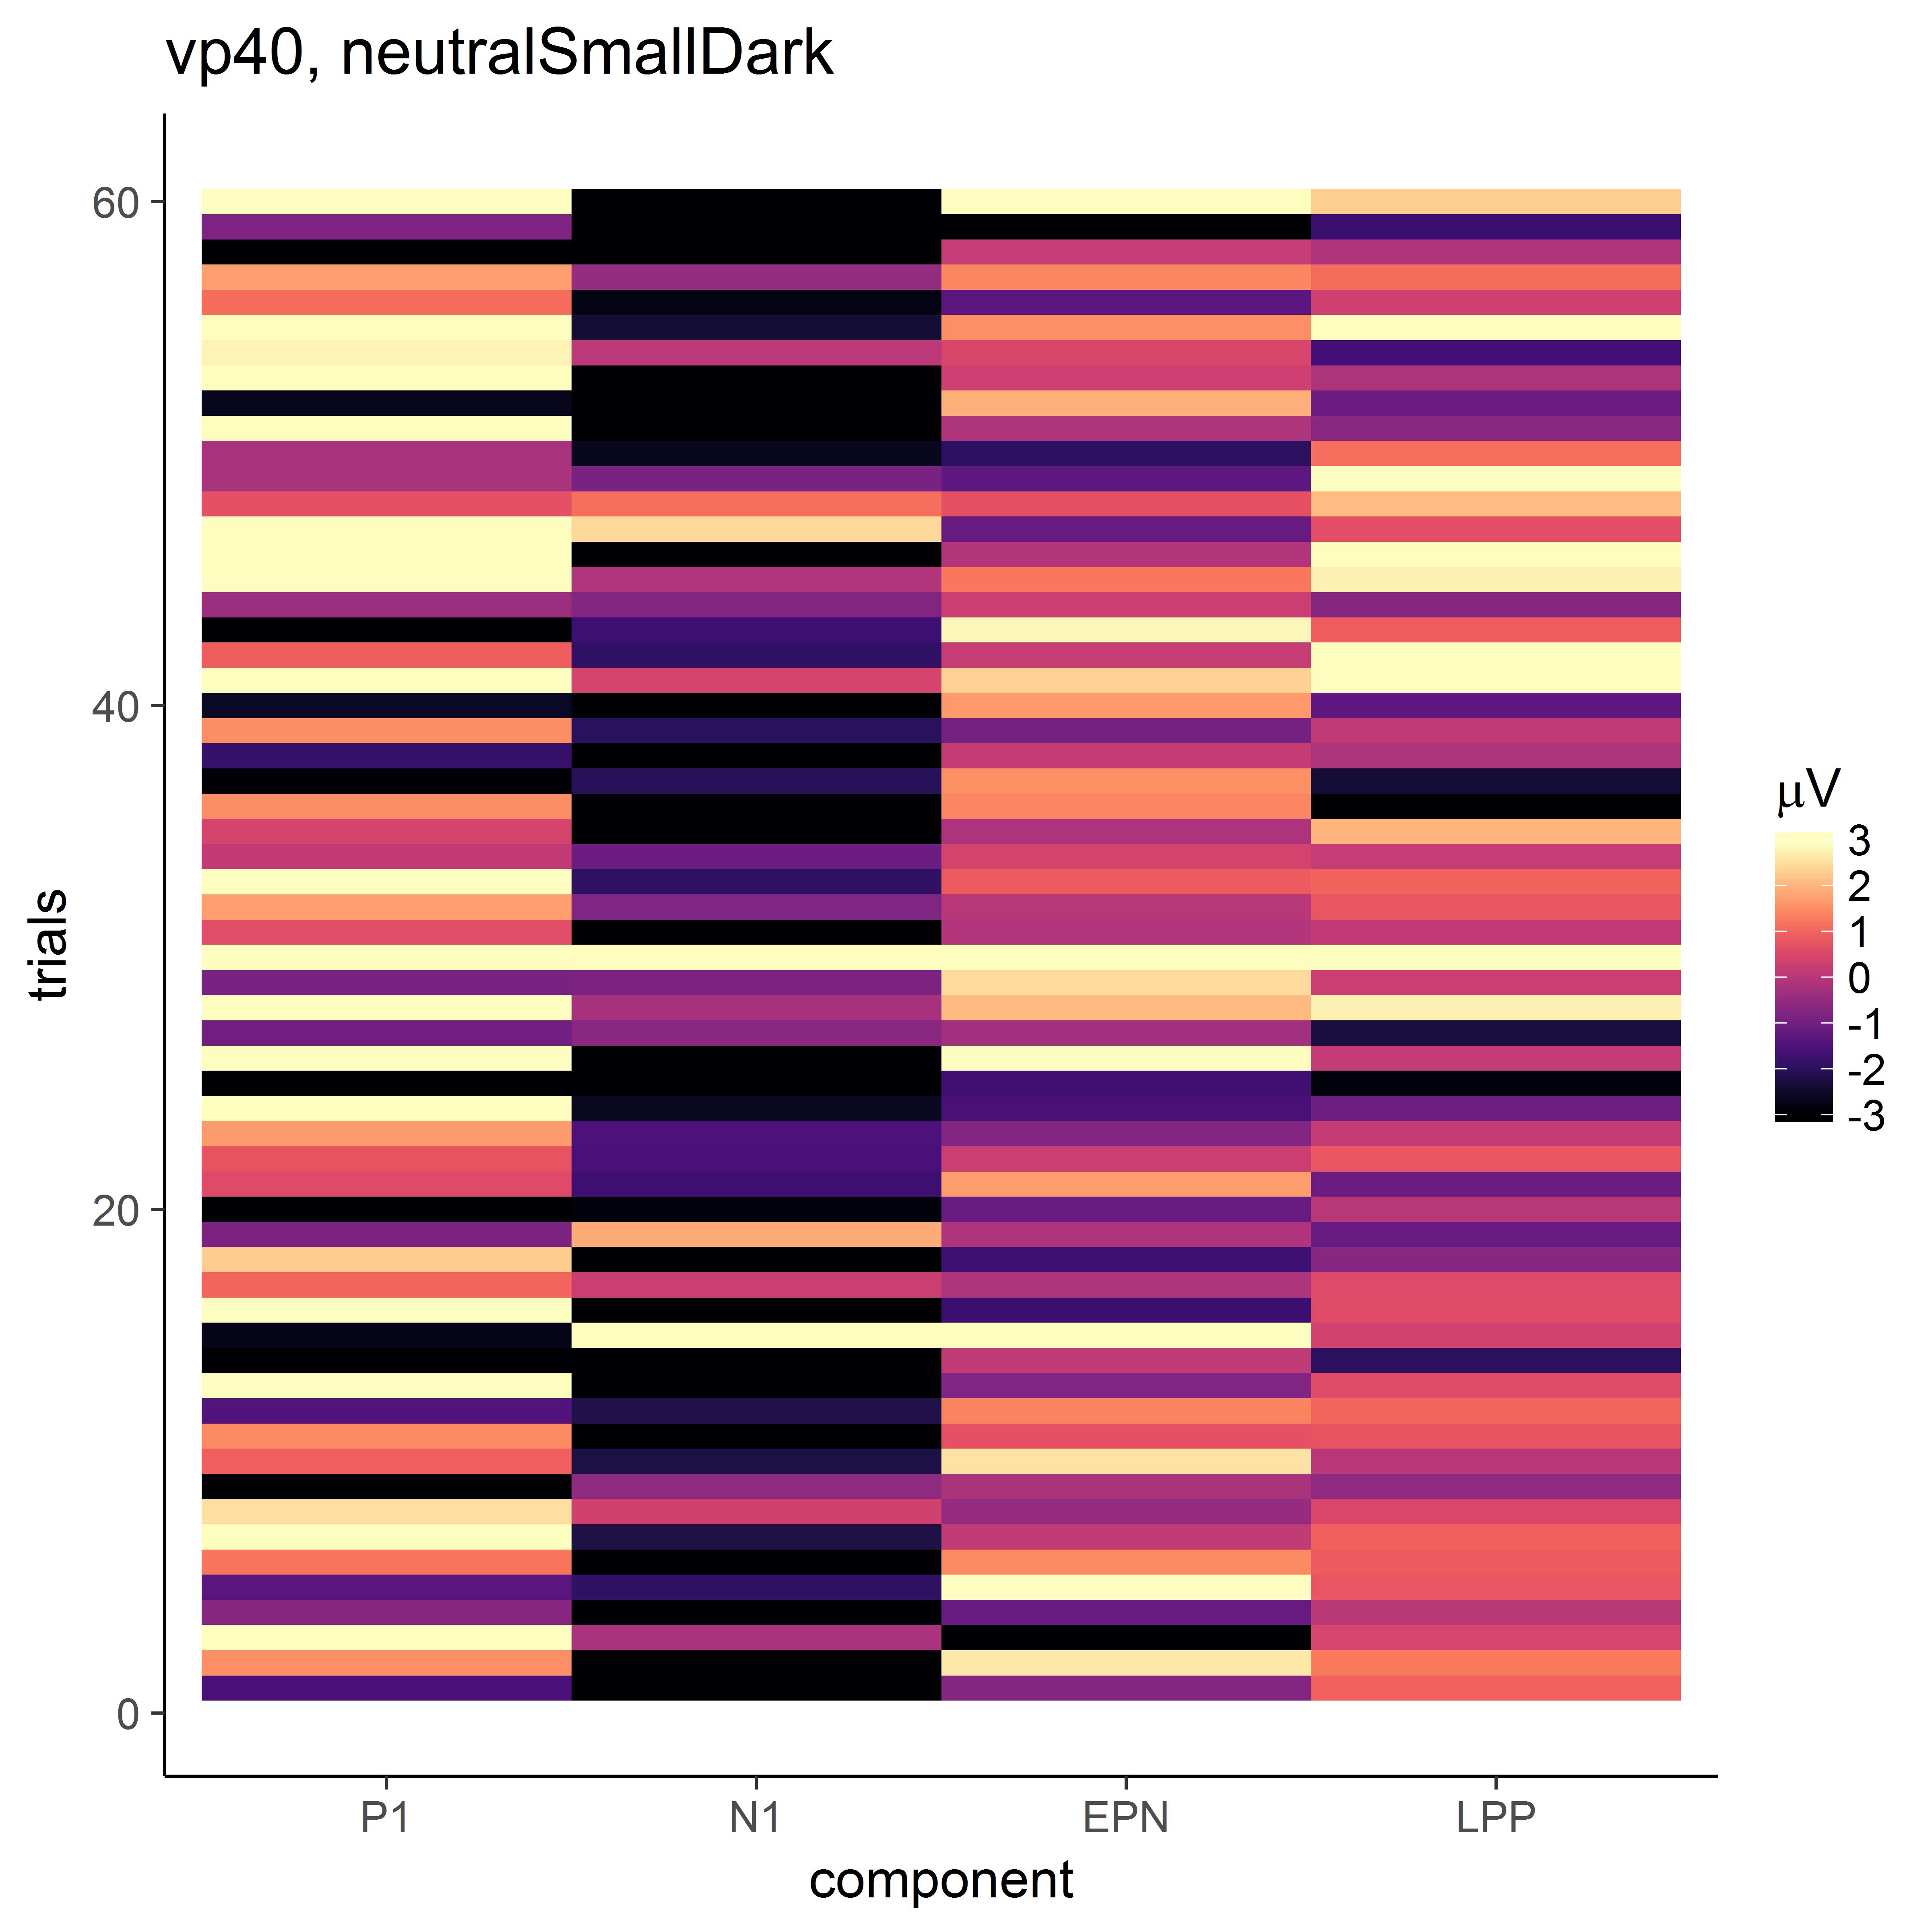 vp40, neutralSmallDark
60
40
20
0
trials
P1 N1 EPN LPP
component
μV
3
2
1
0
-1
-2
-3